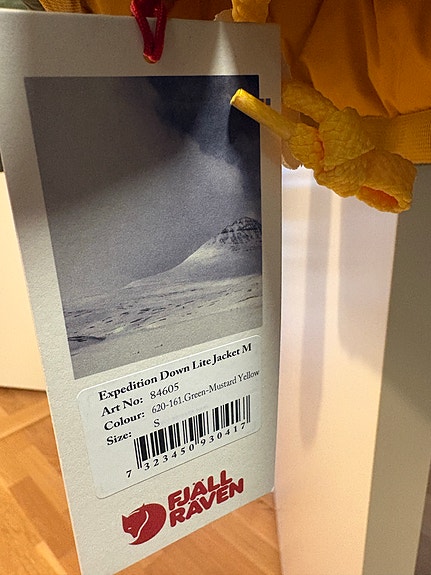 Expedition Down Lite Jacket M
Art No: 84605
Colour: 620-161.Green-Mustard Yellow
Size: S
7 323450 930417
FJÄLL
RÄVEN